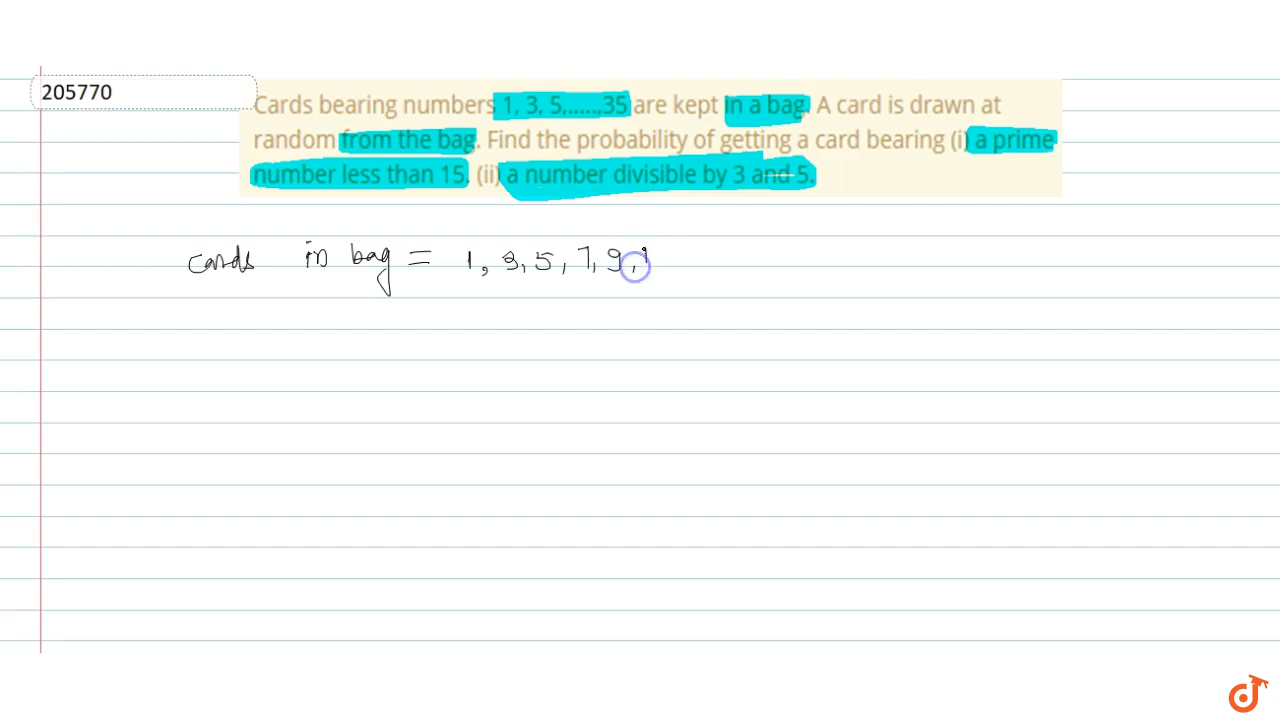 205770
Cards bearing numbers 1, 3, 5,.....,35 are kept in a bag. A card is drawn at
random from the bag. Find the probability of getting a card bearing (i) a prime
number less than 15. (ii) a number divisible by 3 and 5.
cards in bag = 1, 3, 5, 7, 9, 1